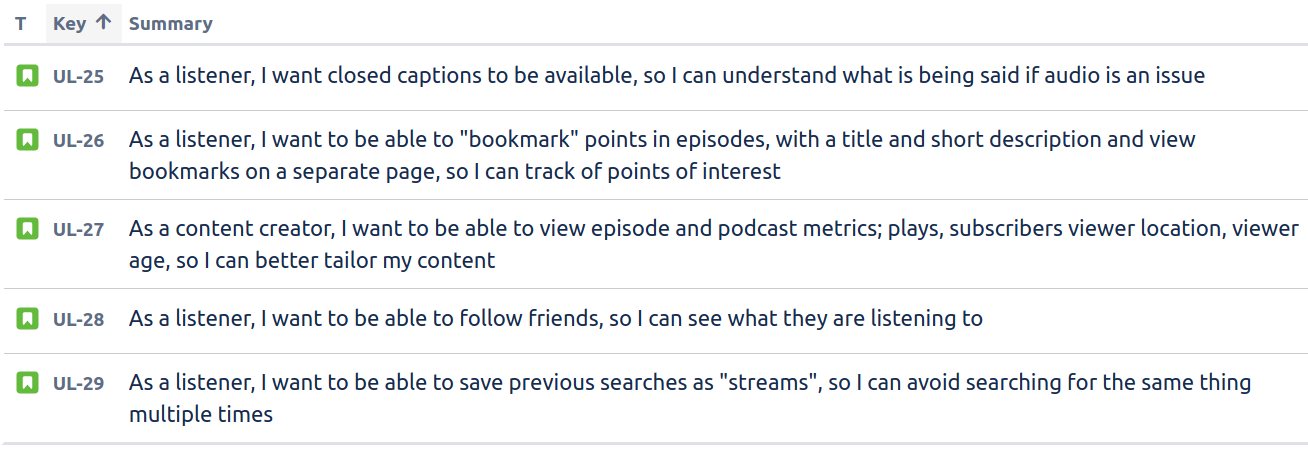 T Key ↑ Summary
UL-25 As a listener, I want closed captions to be available, so I can understand what is being said if audio is an issue
UL-26 As a listener, I want to be able to "bookmark" points in episodes, with a title and short description and view
bookmarks on a separate page, so I can track of points of interest
UL-27 As a content creator, I want to be able to view episode and podcast metrics; plays, subscribers viewer location, viewer
age, so I can better tailor my content
UL-28 As a listener, I want to be able to follow friends, so I can see what they are listening to
UL-29 As a listener, I want to be able to save previous searches as "streams", so I can avoid searching for the same thing
multiple times